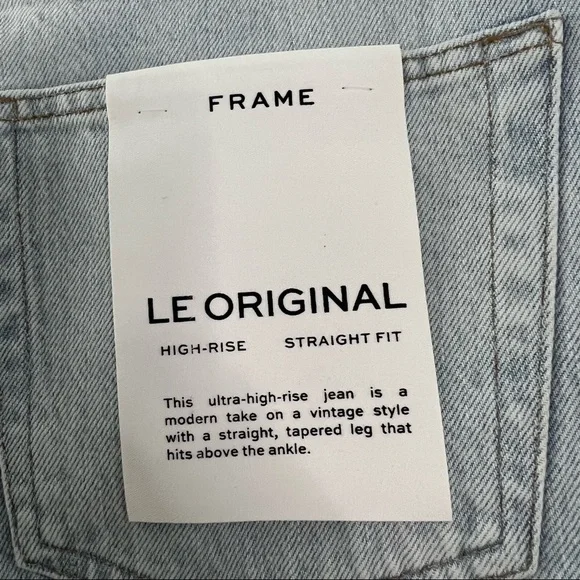 FRAME
LE ORIGINAL
HIGH-RISE STRAIGHT FIT
This ultra-high-rise jean is a
modern take on a vintage style
with a straight, tapered leg that
hits above the ankle.